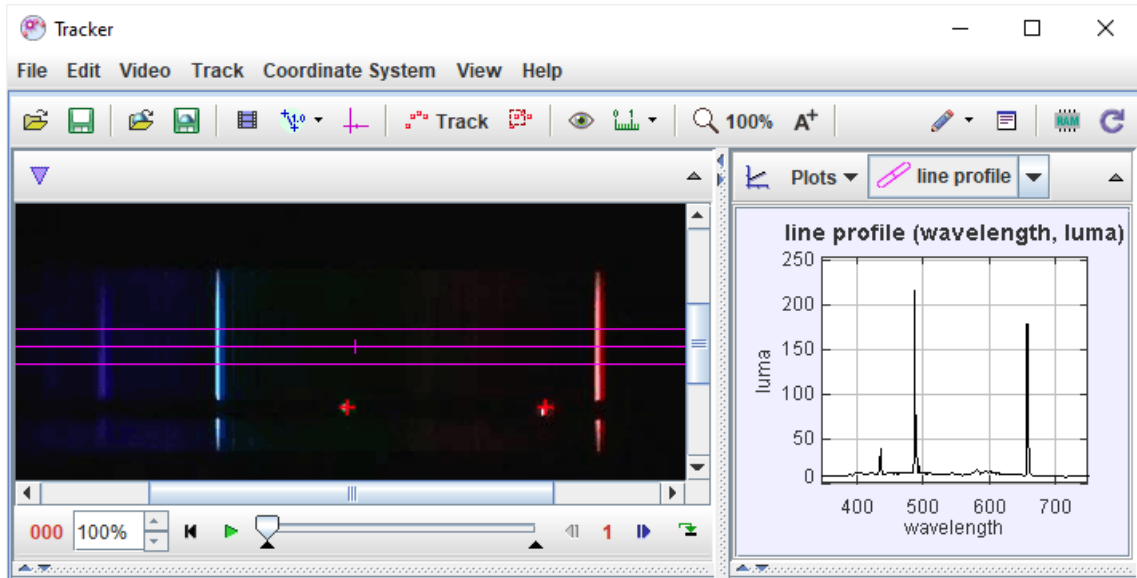 Tracker
File Edit Video Track Coordinate System View Help
Track 100% A+ RAM
Plots line profile
line profile (wavelength, luma)
250
200
150
100
50
0
luma
400 500 600 700
wavelength
000 100% 1